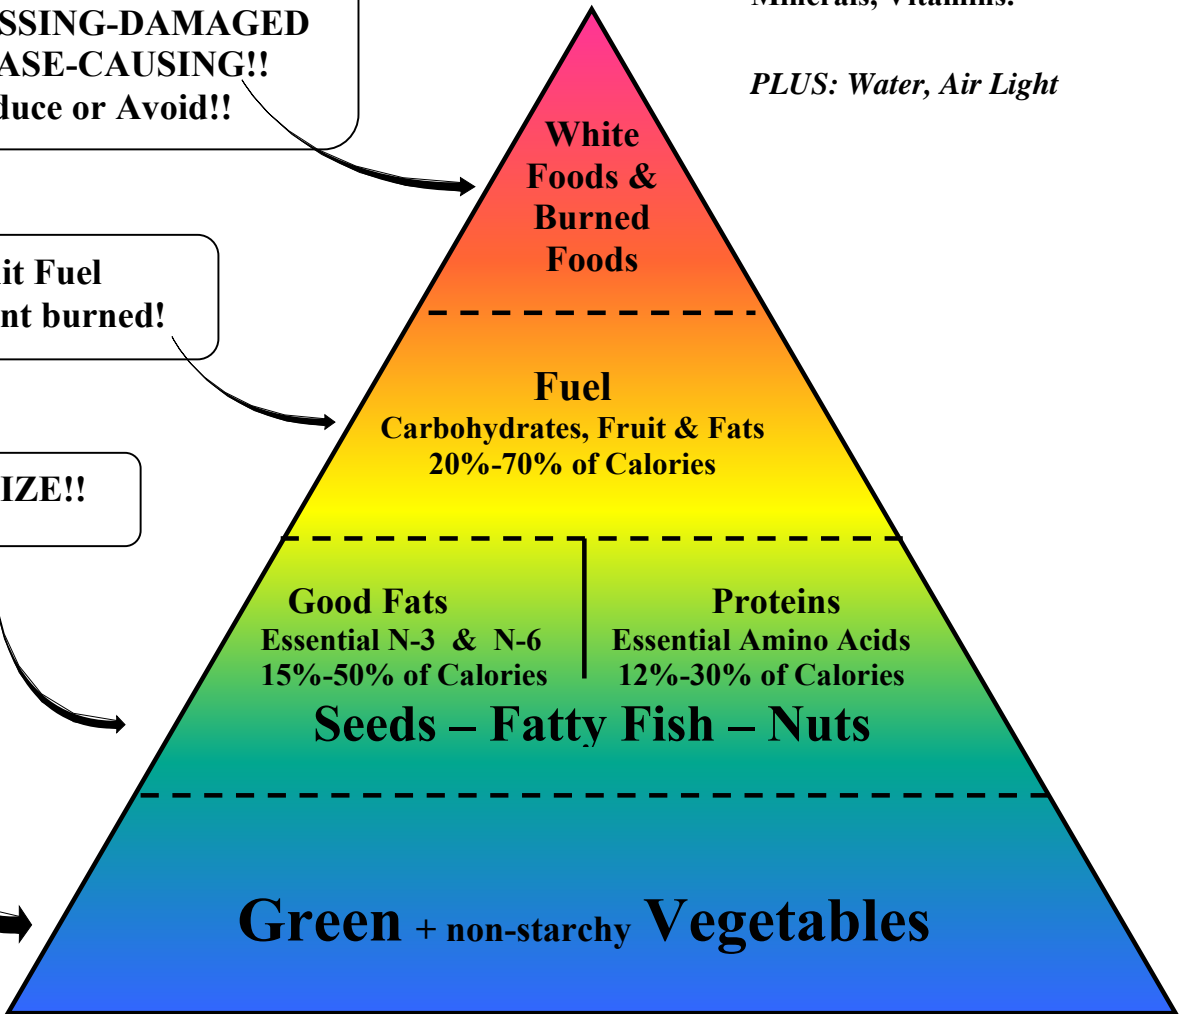 SSING-DAMAGED
ASE-CAUSING!!
duce or Avoid!!
Minerals, Vitamins!
PLUS: Water, Air Light
White
Foods &
Burned
Foods
it Fuel
nt burned!
Fuel
Carbohydrates, Fruit & Fats
20%-70% of Calories
IZE!!
Good Fats
Essential N-3 & N-6
15%-50% of Calories
Proteins
Essential Amino Acids
12%-30% of Calories
Seeds – Fatty Fish – Nuts
Green + non-starchy Vegetables